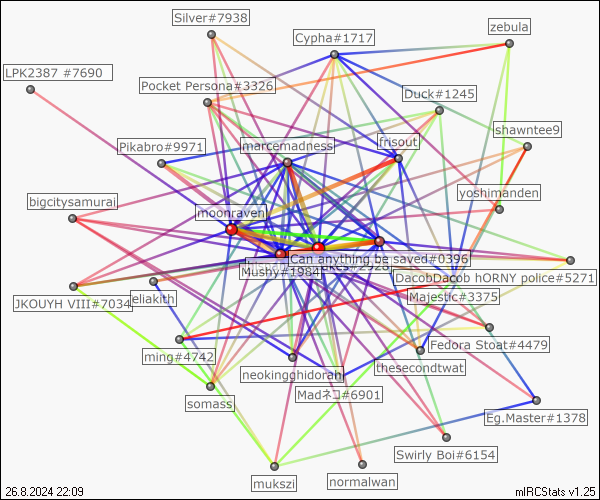 Silver#7938
zebula
Cypha#1717
LPK2387 #7690
Pocket Persona#3326
Duck#1245
shawntee9
Pikabro#9971
marcemadness
frisout
bigcitysamurai
yoshimanden
moonraven
Can anything be saved#0396
Mushy#1984
DacobDacob hORNY police#5271
JKOUYH VIII#7034
eliakith
Majestic#3375
ming#4742
Fedora Stoat#4479
neokingghidorah
thesecondtwat
somass
Madネコ#6901
Eg.Master#1378
Swirly Boi#6154
mukszi
normalwan
26.8.2024 22:09
mIRCStats v1.25